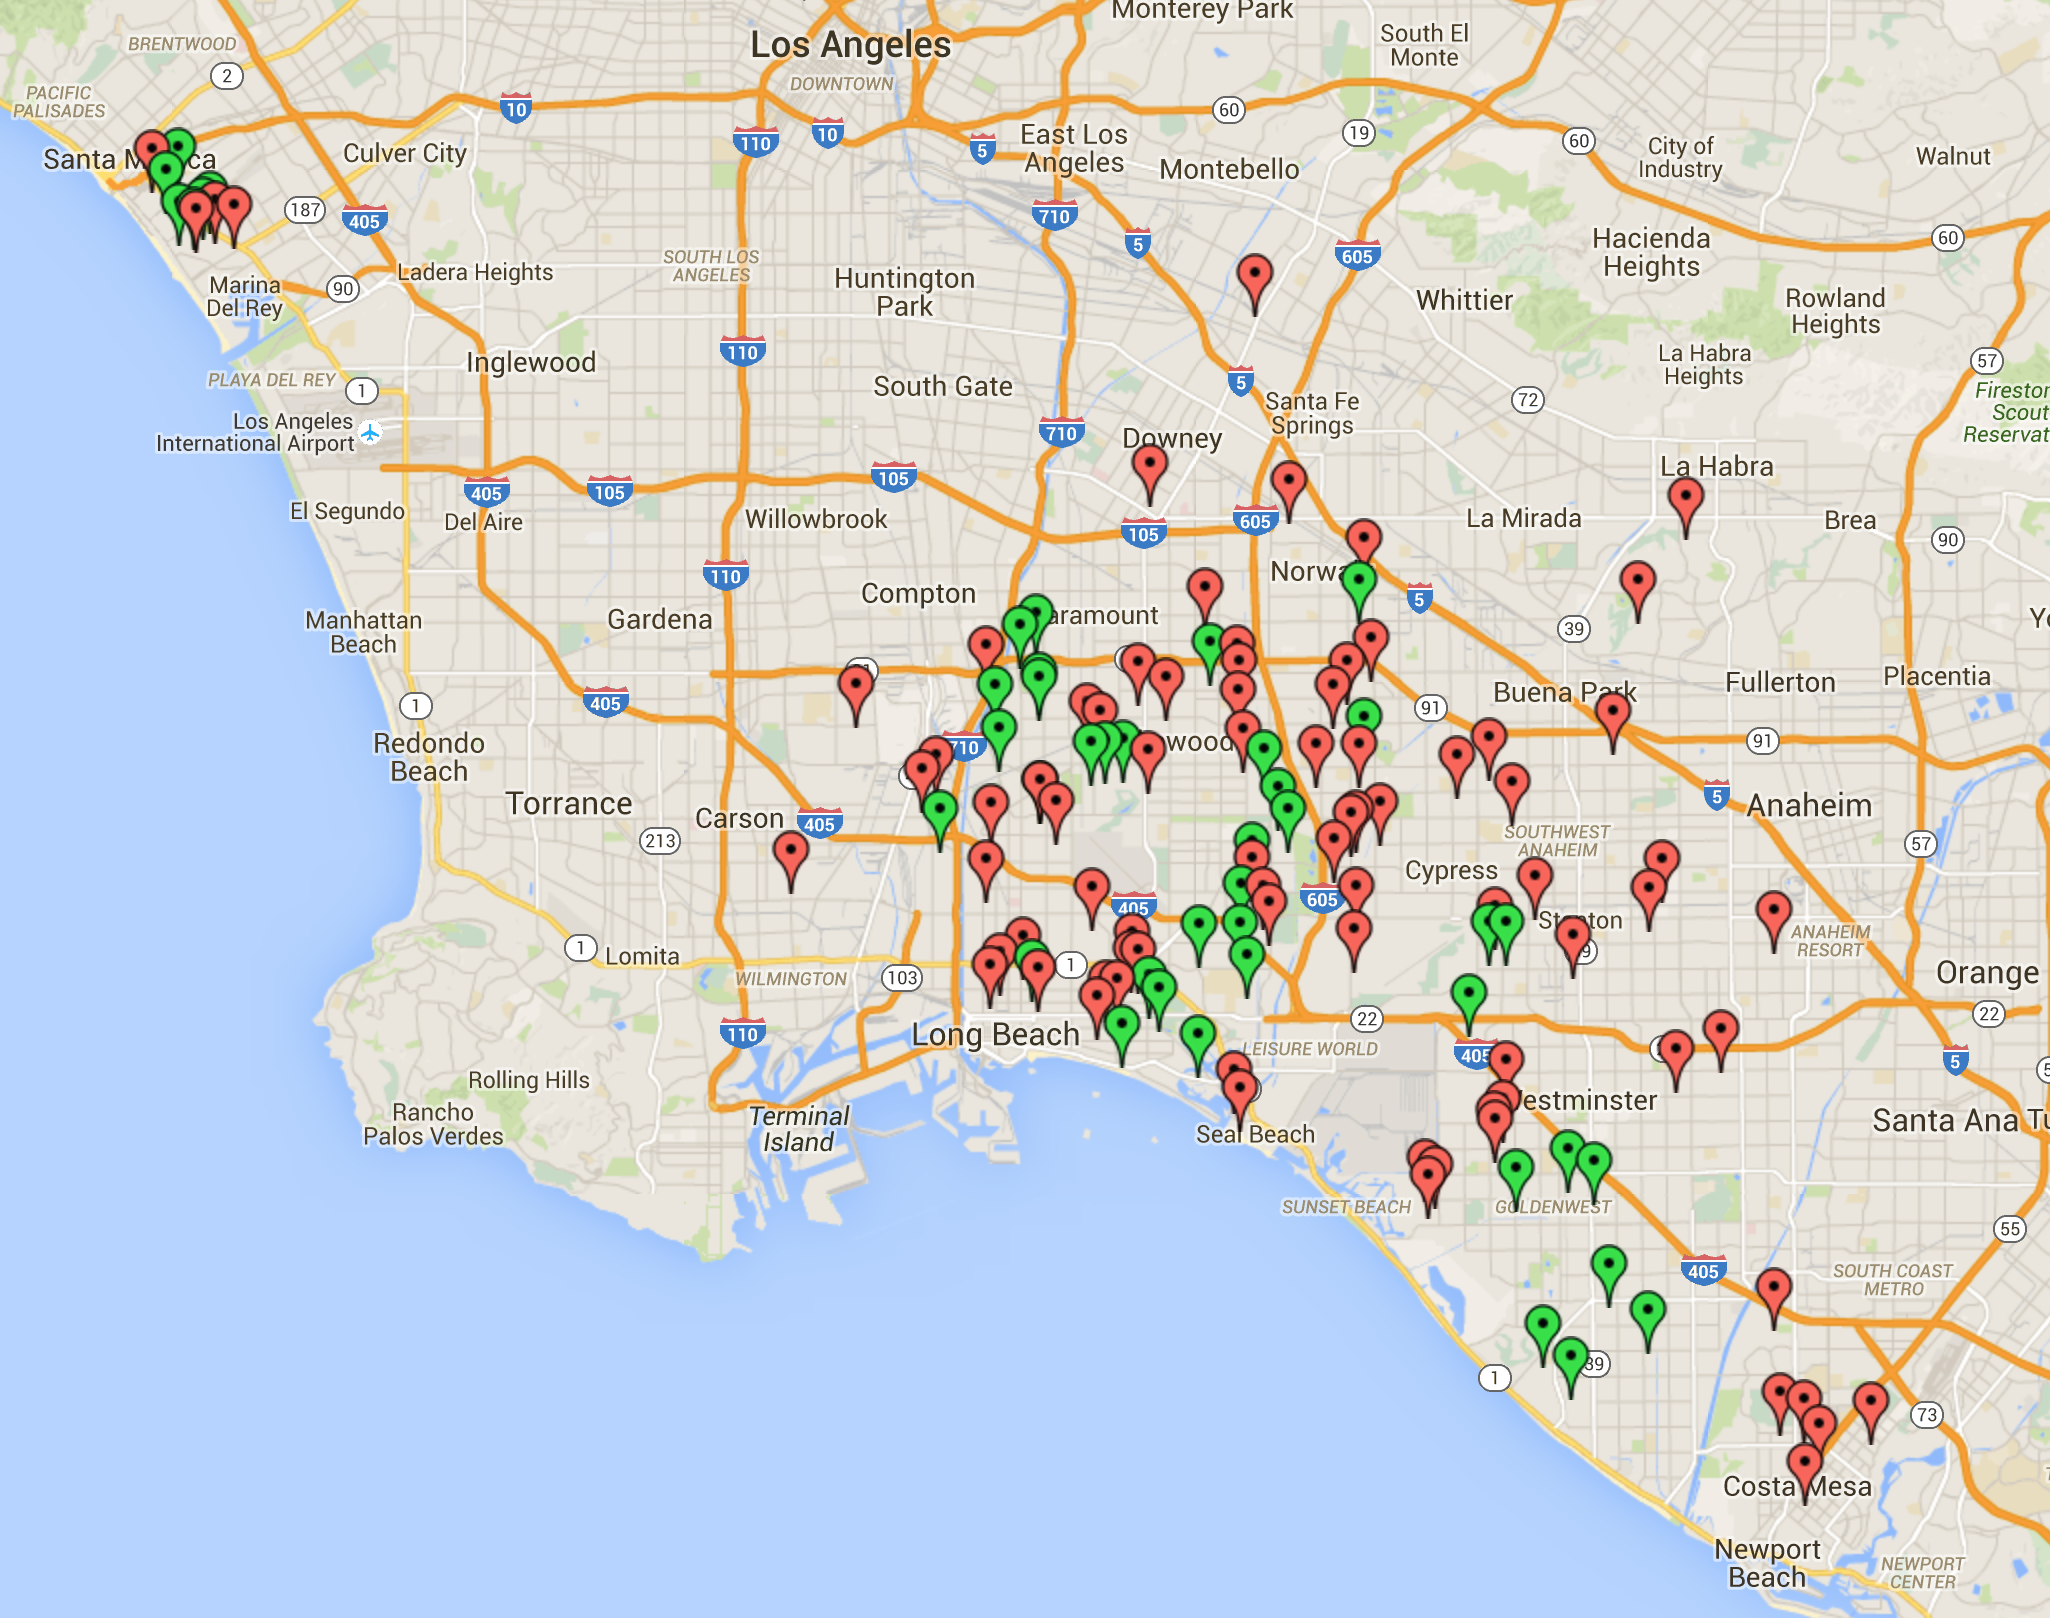 Monterey Park
BRENTWOOD
Los Angeles
South El
Monte
2
DOWNTOWN
PACIFIC
PALISADES
10
60
110
10
5
East Los
Angeles
19
60
City of
Industry
Walnut
Santa M
ca
Culver City
Montebello
187
405
710
5
605
Hacienda
Heights
60
SOUTH LOS
ANGELES
Ladera Heights
Marina
Del Rey
90
Huntington
Park
Whittier
Rowland
Heights
110
Inglewood
La Habra
Heights
57
PLAYA DEL REY
1
South Gate
5
72
Santa Fe
Springs
Los Angeles
International Airport
710
Downey
La Habra
405
105
105
El Segundo
Del Aire
Willowbrook
105
605
La Mirada
Brea
90
110
Norwa
5
Compton
Manhattan
Beach
Gardena
aramount
39
1
405
91
Buena Park
Fullerton
Placentia
Redondo
Beach
710
wood
91
Torrance
Carson
405
5
Anaheim
213
SOUTHWEST
ANAHEIM
57
Cypress
605
405
St
nton
ANAHEIM
RESORT
1
Lomita
WILMINGTON
103
1
Orange
110
Long Beach
22
22
LEISURE WORLD
405
5
Rolling Hills
Rancho
Palos Verdes
Terminal
Island
estminster
Santa Ana
Seal Beach
SUNSET BEACH
GOLDENWEST
55
405
SOUTH COAST
METRO
1
39
73
Costa Mesa
Newport
Beach
NEWPORT
CENTER